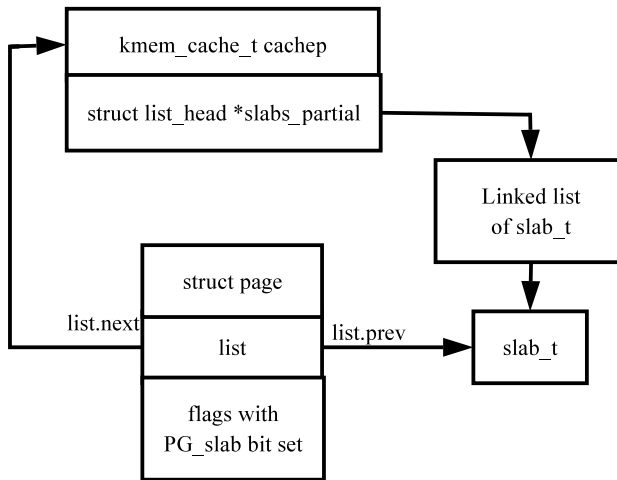 kmem_cache_t cachep
struct list_head *slabs_partial
Linked list
of slab_t
struct page
list.next
list
list.prev
slab_t
flags with
PG_slab bit set